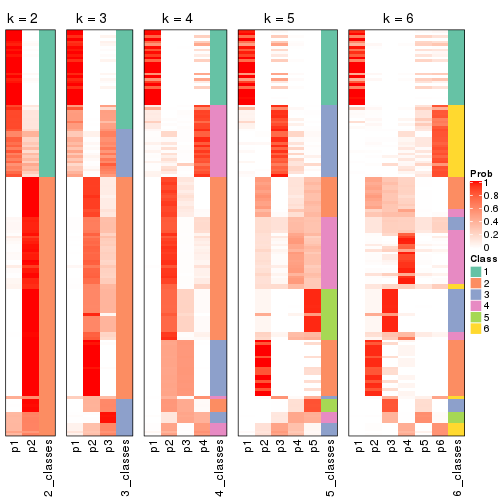 k = 2
k = 3
k = 4
k = 5
k = 6
p1
p2
2_classes
p1
p2
p3
3_classes
p1
p2
p3
p4
4_classes
p1
p2
p3
p4
p5
5_classes
p1
p2
p3
p4
p5
p6
6_classes
Prob
1
0.8
0.6
0.4
0.2
0
Class
1
2
3
4
5
6